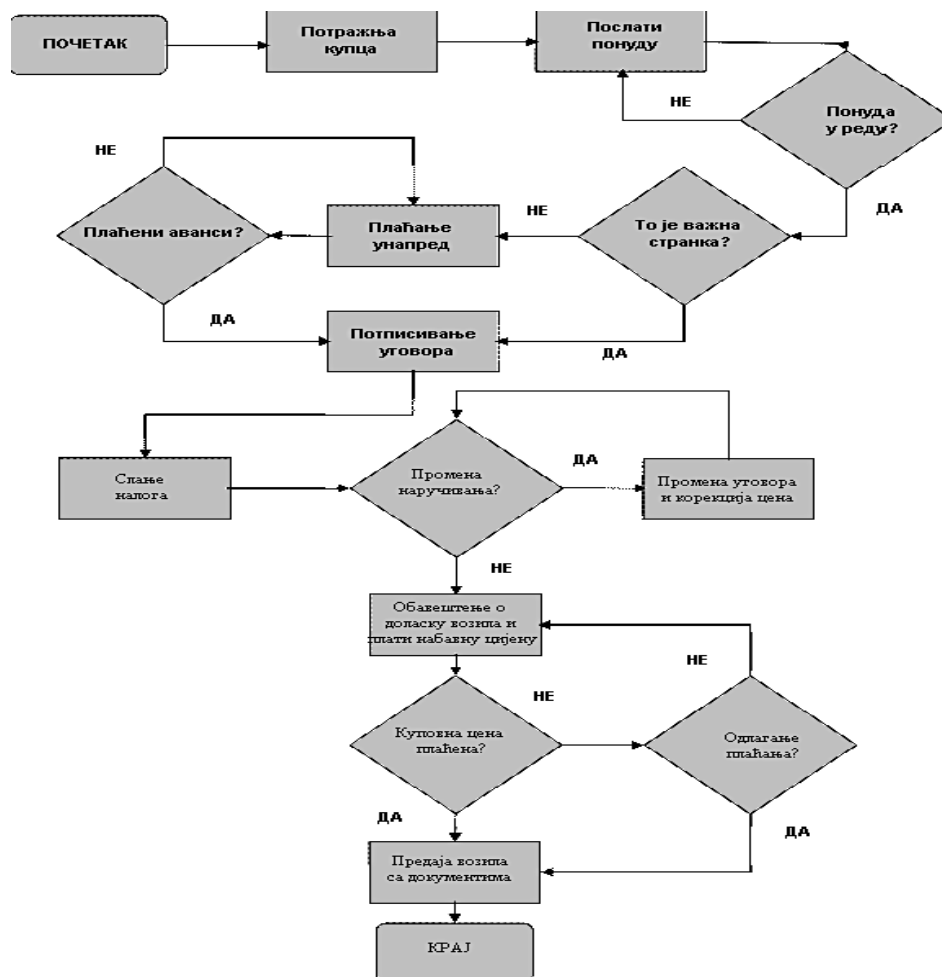 ПОЧЕТАК
Потражња
купца
Послати
понуду
НЕ
Понуда
у реду?
ДА
НЕ
Плаћени аванси?
Плаћање
унапред
НЕ
То је важна
странка?
ДА
Потписивање
уговора
ДА
Слање
налога
Промена
наручивања?
ДА
Промена уговора
и корекција цена
НЕ
Обавештење о
доласку возила и
плати набавну цијену
НЕ
НЕ
Куповна цена
плаћена?
Одлагање
плаћања?
ДА
ДА
Предаја возила
са документима
КРАЈ